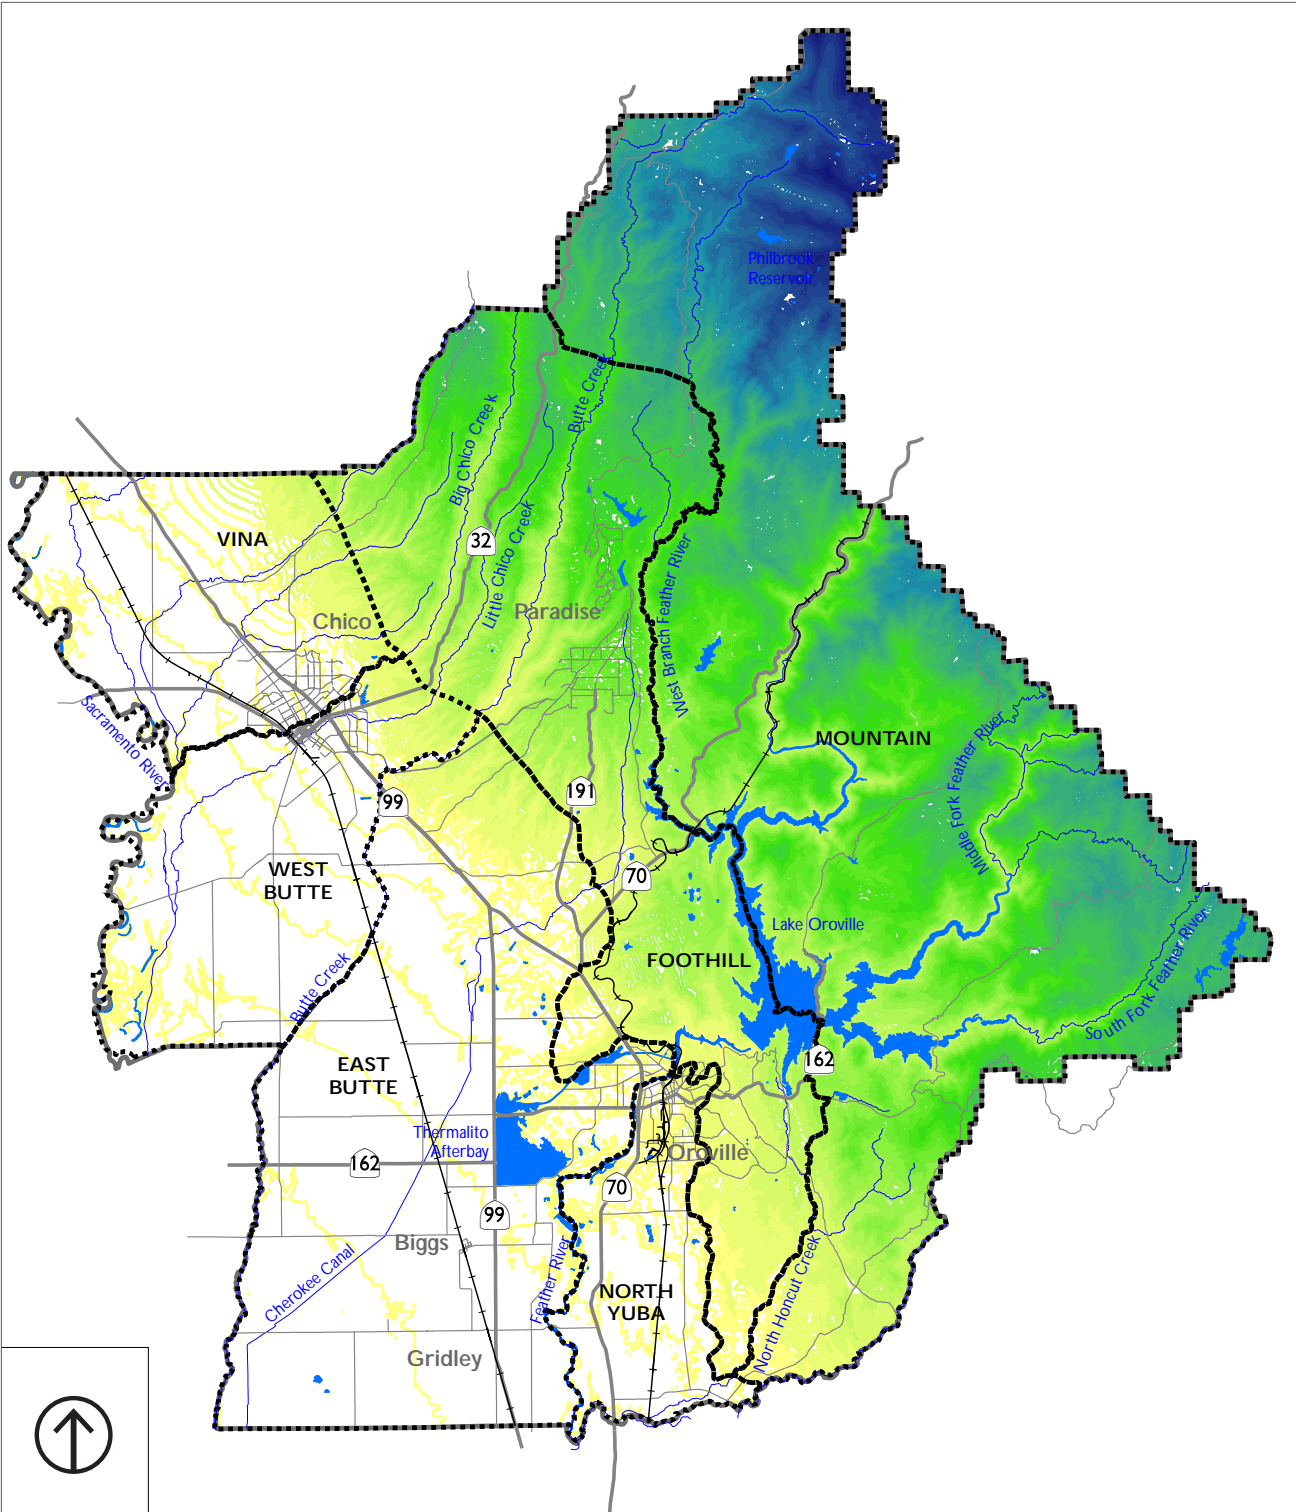 Philbrook
Reservoir
Butte Creek
Big Chico Creek
VINA
32
Little Chico Creek
West Branch Feather River
Chico
Paradise
Sacramento River
MOUNTAIN
Middle Fork Feather River
191
99
WEST
BUTTE
70
Lake Oroville
FOOTHILL
Butte Creek
South Fork Feather River
EAST
BUTTE
162
Thermalito
Afterbay
Oroville
162
70
99
Biggs
Cherokee Canal
Feather River
NORTH
YUBA
North Honcut Creek
Gridley